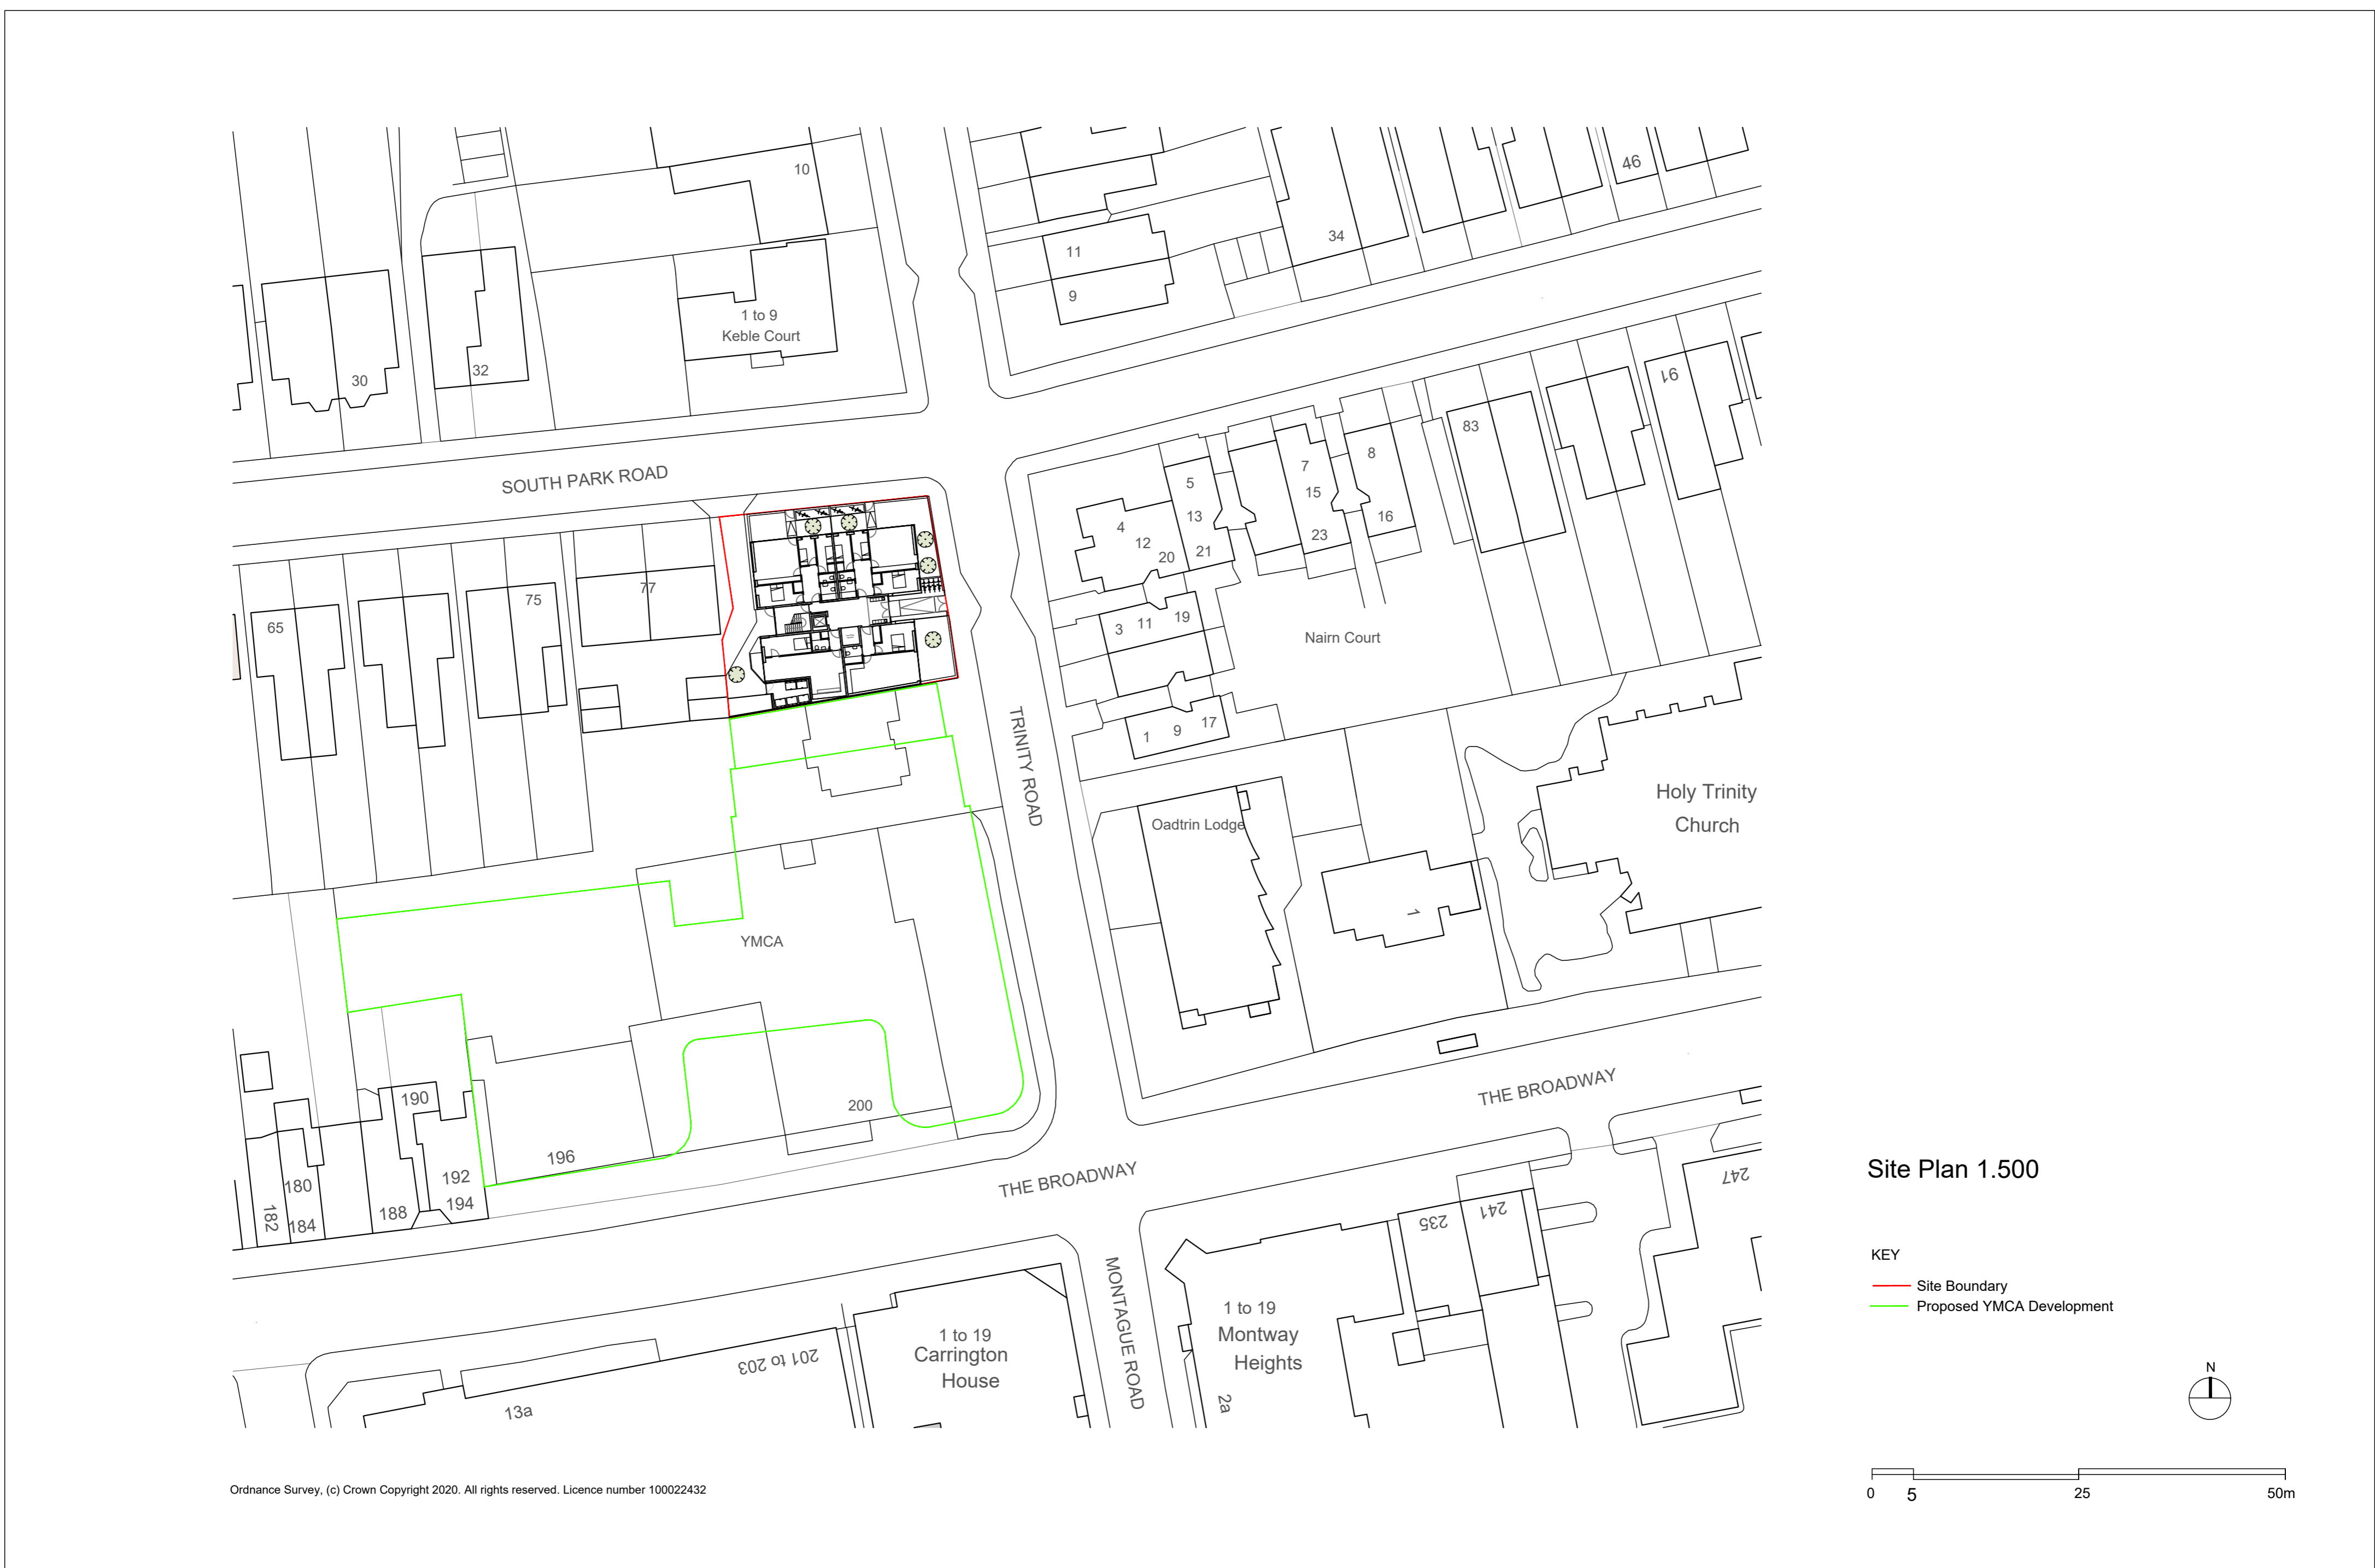 10
46
34
11
9
1 to 9
Keble Court
30
32
91
83
SOUTH PARK ROAD
8
7
15
5
16
13
4
12
20
21
23
77
75
65
3 11 19
Nairn Court
1 9 17
TRINITY ROAD
Holy Trinity
Church
Oadtrin Lodge
1
YMCA
THE BROADWAY
190
200
196
192
194
180
182
184
188
THE BROADWAY
Site Plan 1.500
247
241
235
KEY
Site Boundary
Proposed YMCA Development
MONTAGUE ROAD
1 to 19
Montway
Heights
1 to 19
Carrington
House
201 to 203
13a
2a
N
0 5 25 50m
Ordnance Survey, (c) Crown Copyright 2020. All rights reserved. Licence number 100022432